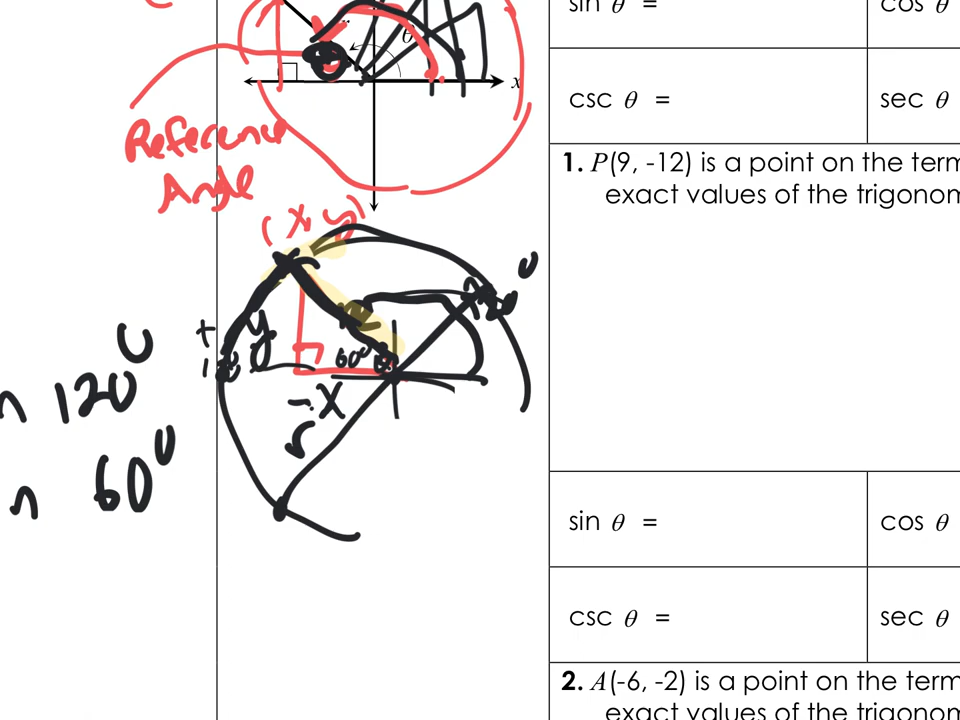 sin θ =
cos θ
θ
x
csc θ =
sec θ
Reference
Angle
1. P(9, -12) is a point on the term
exact values of the trigonom
(x, y)
y
60°
-x
n 120°
n 60°
sin θ =
cos θ
csc θ =
sec θ
2. A(-6, -2) is a point on the term
exact values of the trigonom